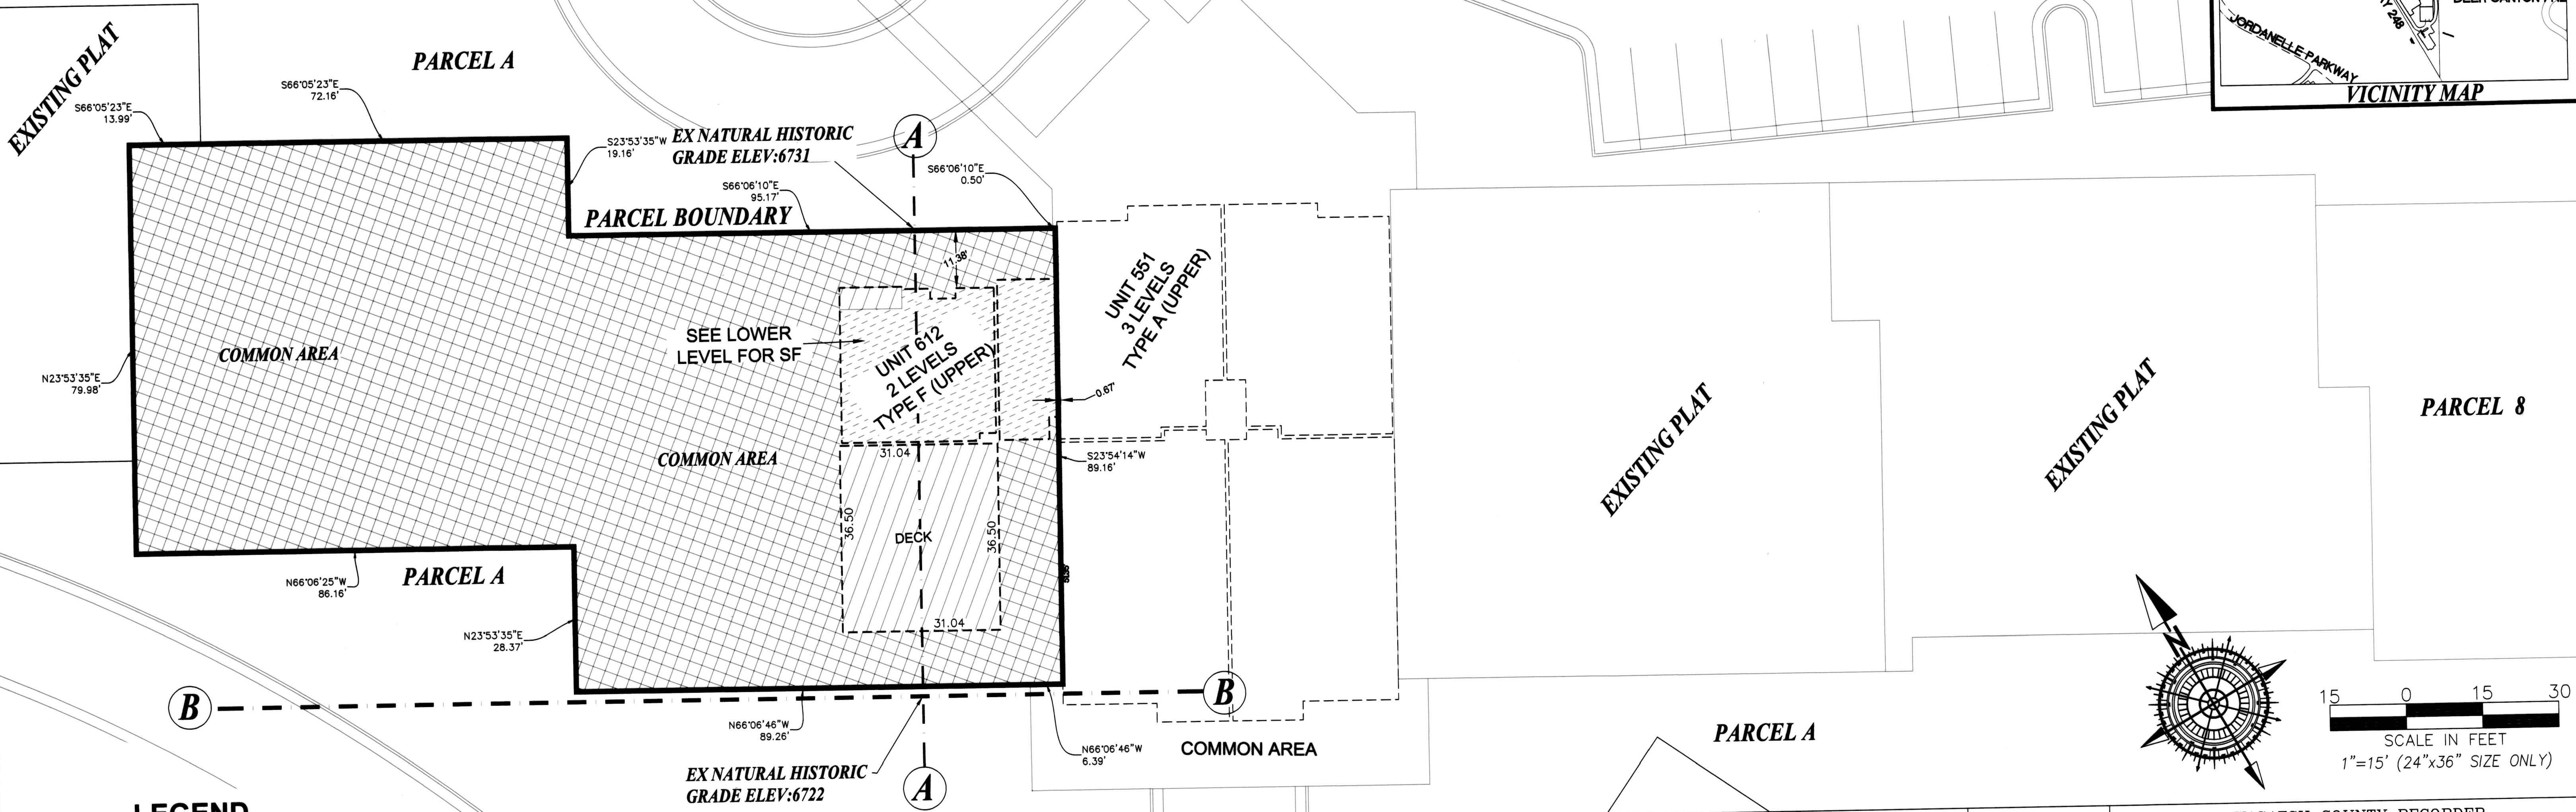 EXISTING PLAT
PARCEL A
S66°05'23"E
13.99'
S66°05'23"E
72.16'
S23°53'35"W
19.16'
EX NATURAL HISTORIC
GRADE ELEV:6731
A
S66°06'10"E
95.17'
S66°06'10"E
0.50'
PARCEL BOUNDARY
11.38'
JORDANELLE PARKWAY
VICINITY MAP
UNIT 551
3 LEVELS
TYPE A (UPPER)
SEE LOWER
LEVEL FOR SF
UNIT 612
2 LEVELS
TYPE F (UPPER)
COMMON AREA
N23°53'35"E
79.98'
0.67'
EXISTING PLAT
EXISTING PLAT
PARCEL 8
COMMON AREA
31.04
S23°54'14"W
89.16'
36.50
DECK
36.50
31.04
PARCEL A
N66°06'25"W
86.16'
N23°53'35"E
28.37'
B
B
N66°06'46"W
89.26'
N66°06'46"W
6.39'
COMMON AREA
EX NATURAL HISTORIC
GRADE ELEV:6722
A
PARCEL A
N
15 0 15 30
SCALE IN FEET
1"=15' (24"x36" SIZE ONLY)
LEGEND
COUNTY RECORDER